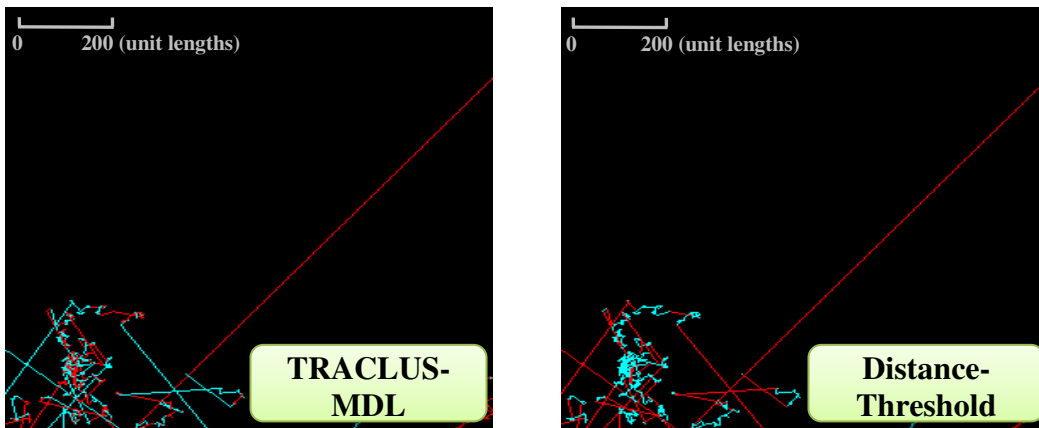 0 200 (unit lengths)
TRACLUS-
MDL
0 200 (unit lengths)
Distance-
Threshold